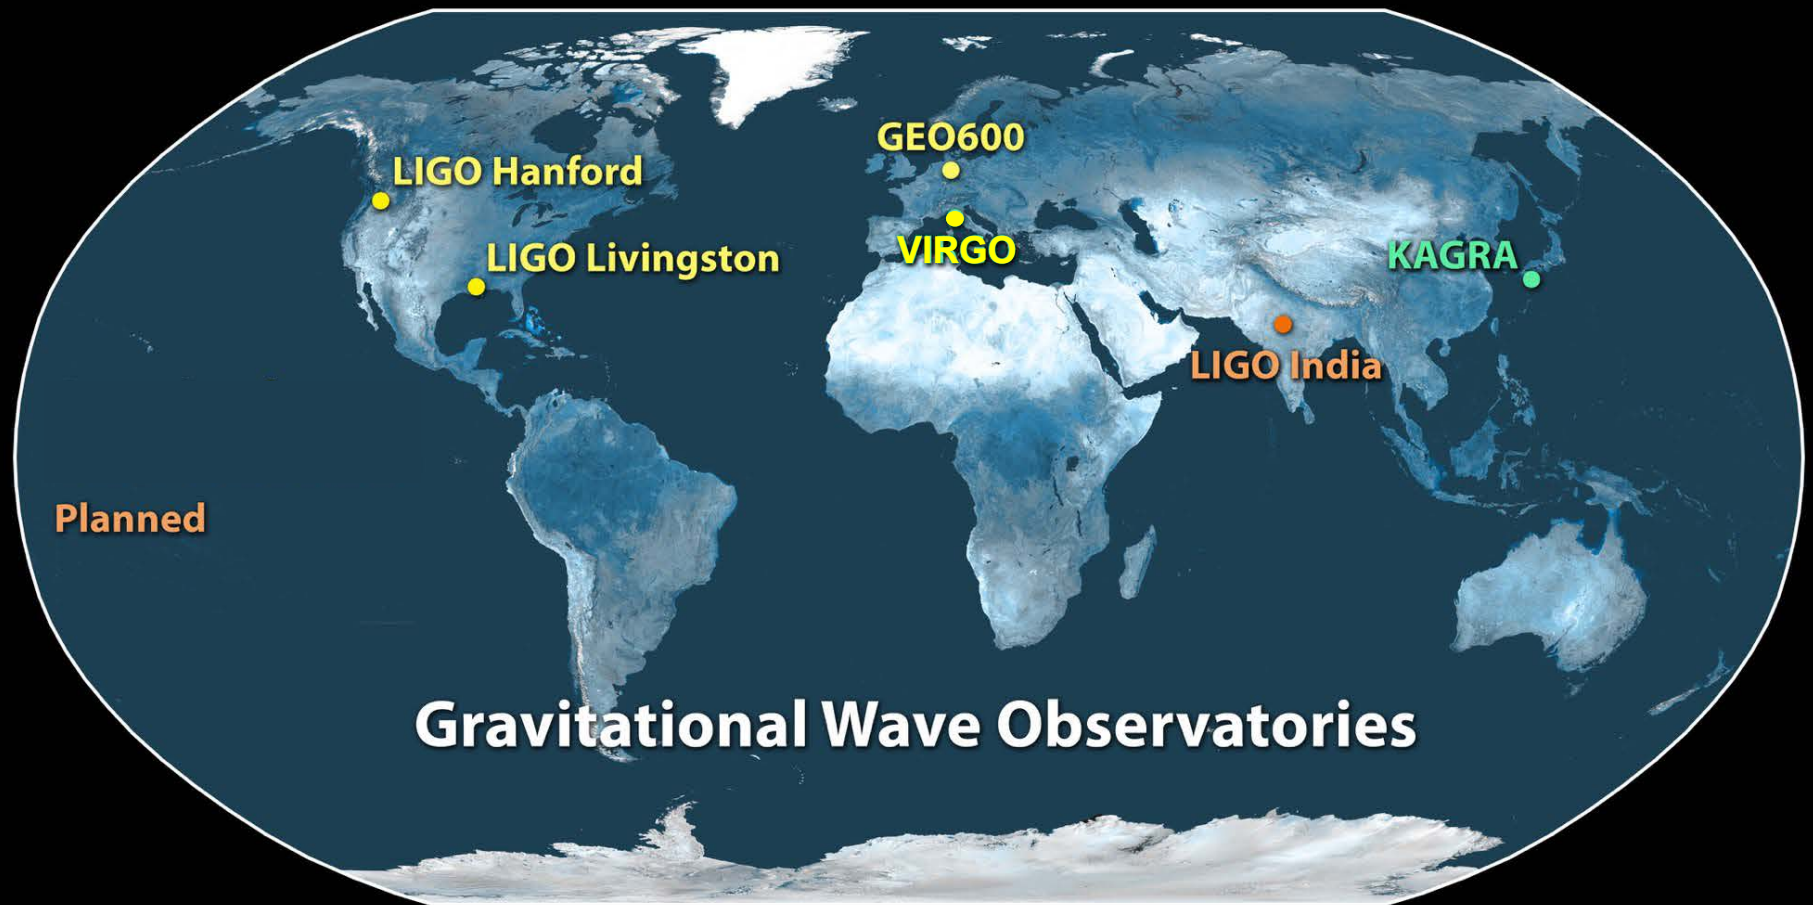 GEO600
LIGO Hanford
VIRGO
LIGO Livingston
KAGRA
LIGO India
Planned
Gravitational Wave Observatories